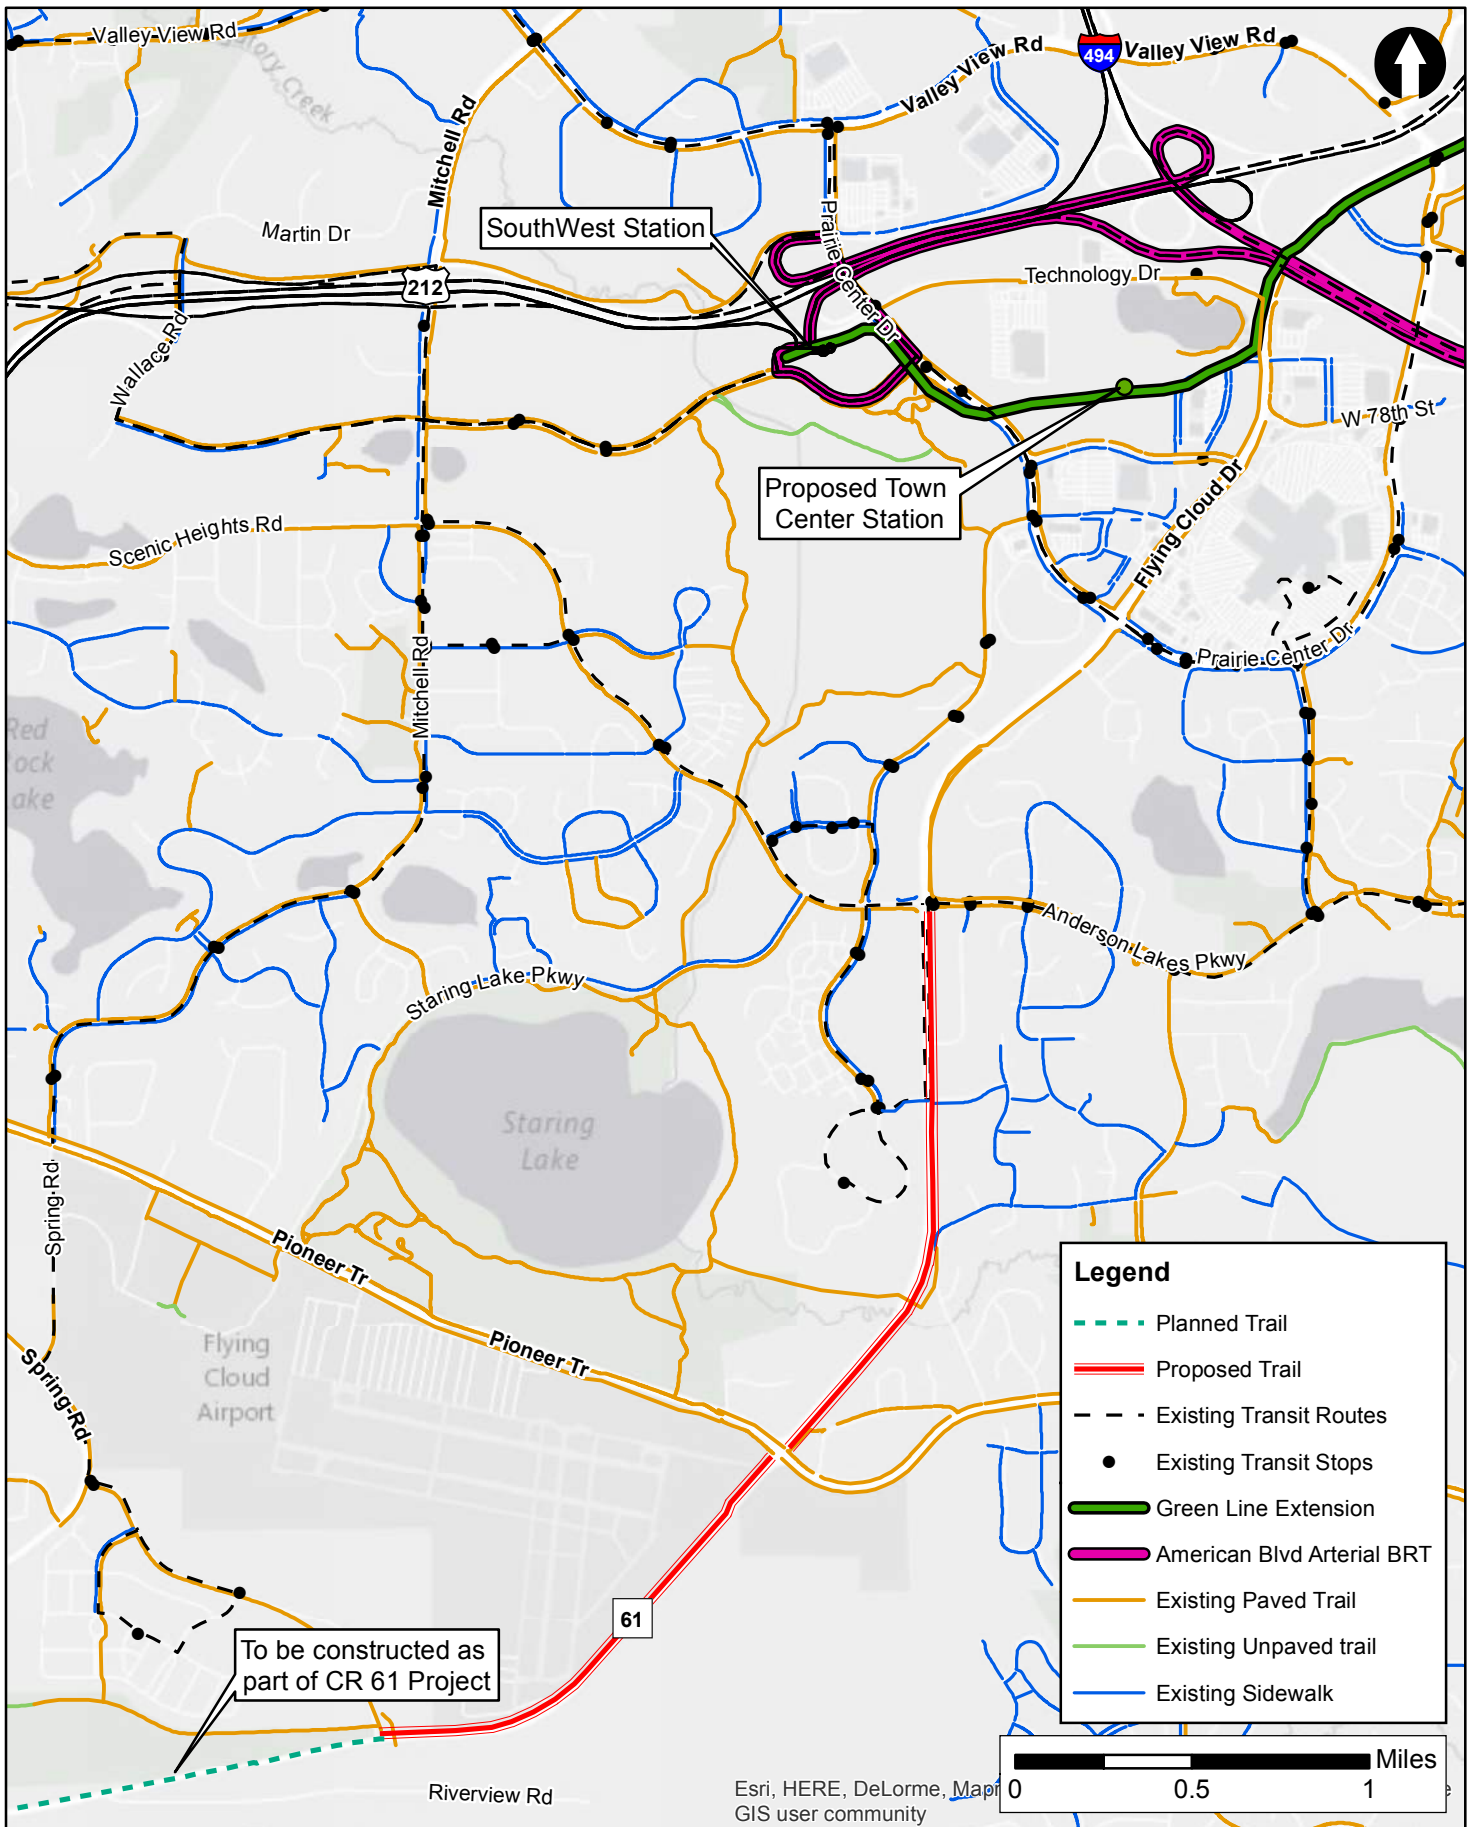 Valley View Rd
Valley View Rd
494
Valley View Rd
Creek
Mitchell Rd
Martin Dr
SouthWest Station
Prairie Center Dr
Technology Dr
212
Wallace Rd
W 78th St
Proposed Town
Center Station
Flying Cloud Dr
Scenic Heights Rd
Mitchell Rd
Prairie Center Dr
Red
Rock
Lake
Anderson Lakes Pkwy
Staring Lake Pkwy
Staring
Lake
Spring Rd
Pioneer Tr
Pioneer Tr
Flying
Cloud
Airport
Spring Rd
61
To be constructed as
part of CR 61 Project
Riverview Rd
Legend
Planned Trail
Proposed Trail
Existing Transit Routes
Existing Transit Stops
Green Line Extension
American Blvd Arterial BRT
Existing Paved Trail
Existing Unpaved trail
Existing Sidewalk
Miles
0 0.5 1
Esri, HERE, DeLorme,
GIS user community